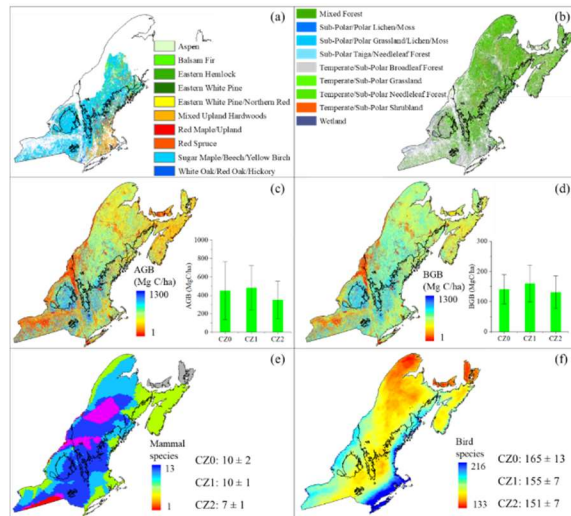 (a)
Aspen
Balsam Fir
Eastern Hemlock
Eastern White Pine
Eastern White Pine/Northern Red
Mixed Upland Hardwoods
Red Maple/Upland
Red Spruce
Sugar Maple/Beech/Yellow Birch
White Oak/Red Oak/Hickory
(b)
Mixed Forest
Sub-Polar/Polar Lichen/Moss
Sub-Polar/Polar Grassland/Lichen/Moss
Sub-Polar Taiga/Needleleaf Forest
Temperate/Sub-Polar Broadleaf Forest
Temperate/Sub-Polar Grassland
Temperate/Sub-Polar Needleleaf Forest
Temperate/Sub-Polar Shrubland
Wetland
(c)
AGB
(Mg C/ha)
1300
1
AGB (Mg C/ha)
1000
800
600
400
200
0
CZ0 CZ1 CZ2
(d)
BGB
(Mg C/ha)
1300
1
BGB (Mg C/ha)
300
200
100
0
CZ0 CZ1 CZ2
(e)
Mammal
species
13
1
CZ0: 10 ± 2
CZ1: 10 ± 1
CZ2: 7 ± 1
(f)
Bird
species
216
133
CZ0: 165 ± 13
CZ1: 155 ± 7
CZ2: 151 ± 7